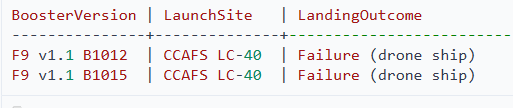 BoosterVersion | LaunchSite | LandingOutcome
---------------+-------------+------------------------
F9 v1.1 B1012 | CCAFS LC-40 | Failure (drone ship)
F9 v1.1 B1015 | CCAFS LC-40 | Failure (drone ship)